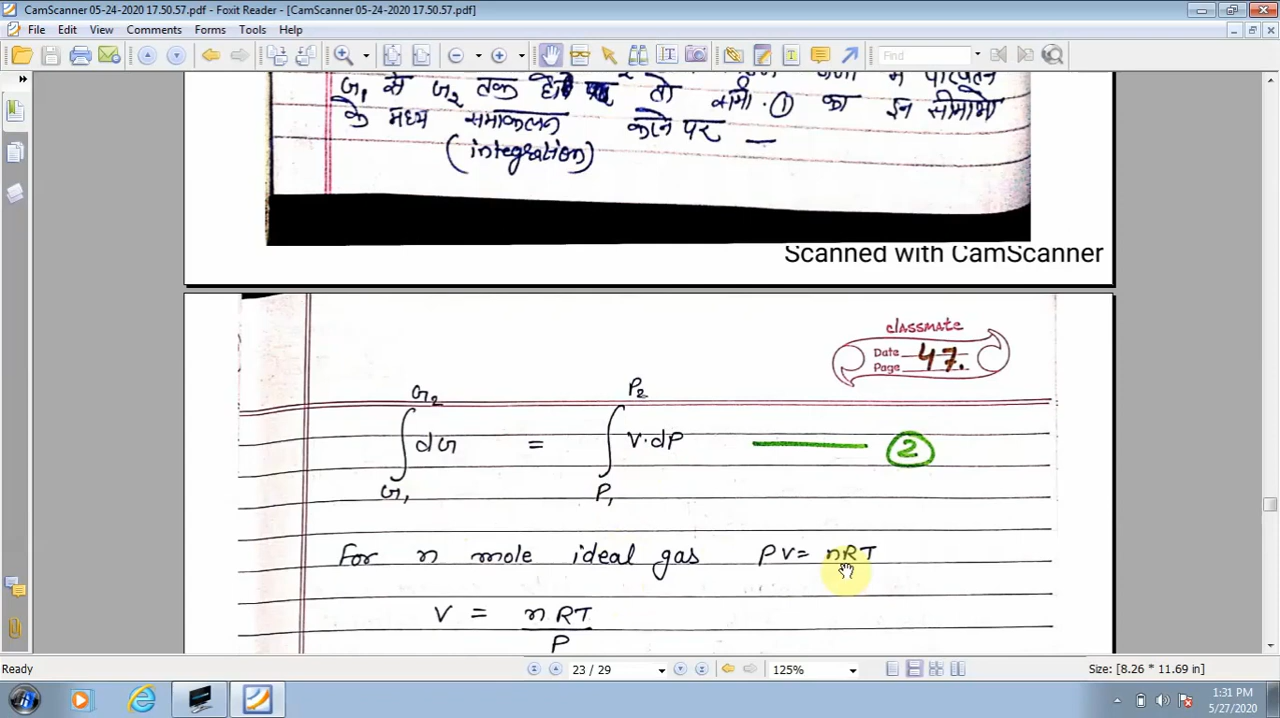 CamScanner 05-24-2020 17.50.57.pdf - Foxit Reader - [CamScanner 05-24-2020 17.50.57.pdf]
File Edit View Comments Forms Tools Help
Find
से तक तो का इन सीमाओ
के मध्य समाकलन करने पर —
(integration)
Scanned with CamScanner
classmate
Date
Page 47.
∫G₁^G₂ dG = ∫P₁^P₂ V·dP —— ②
For n mole ideal gas PV = nRT
V = nRT
P
Ready 23 / 29 125% Size: [8.26 * 11.69 in]
1:31 PM
5/27/2020